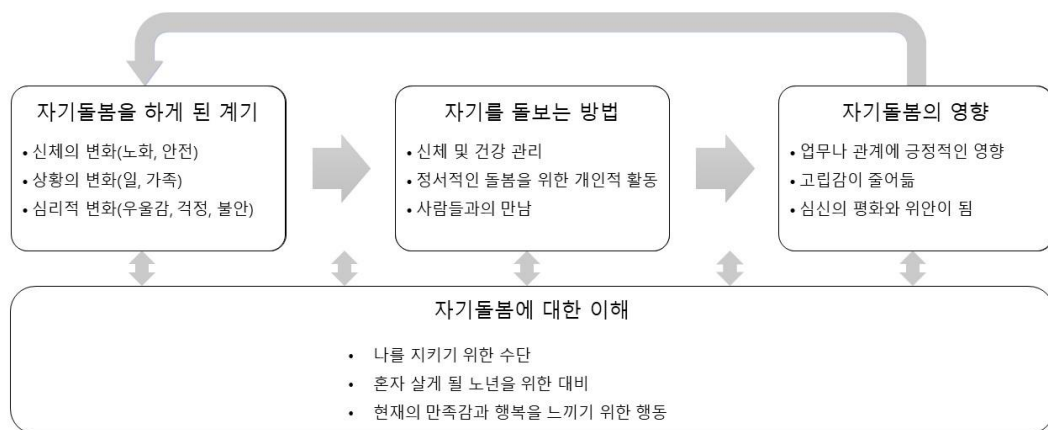 자기돌봄을 하게 된 계기
• 신체의 변화(노화, 안전)
• 상황의 변화(일, 가족)
• 심리적 변화(우울감, 걱정, 불안)
자기를 돌보는 방법
• 신체 및 건강 관리
• 정서적인 돌봄을 위한 개인적 활동
• 사람들과의 만남
자기돌봄의 영향
• 업무나 관계에 긍정적인 영향
• 고립감이 줄어듦
• 심신의 평화와 위안이 됨
자기돌봄에 대한 이해
• 나를 지키기 위한 수단
• 혼자 살게 될 노년을 위한 대비
• 현재의 만족감과 행복을 느끼기 위한 행동